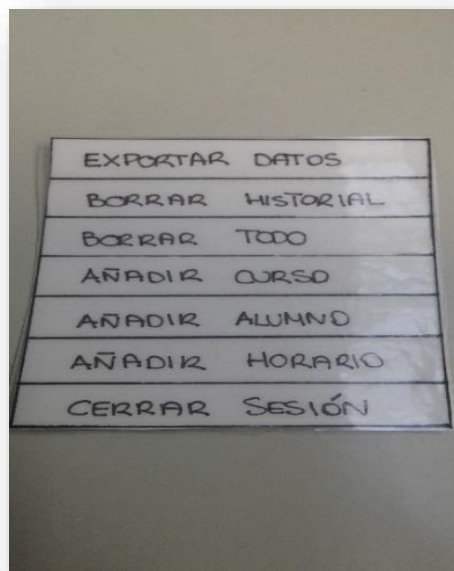 EXPORTAR DATOS
BORRAR HISTORIAL
BORRAR TODO
AÑADIR CURSO
AÑADIR ALUMNO
AÑADIR HORARIO
CERRAR SESIÓN